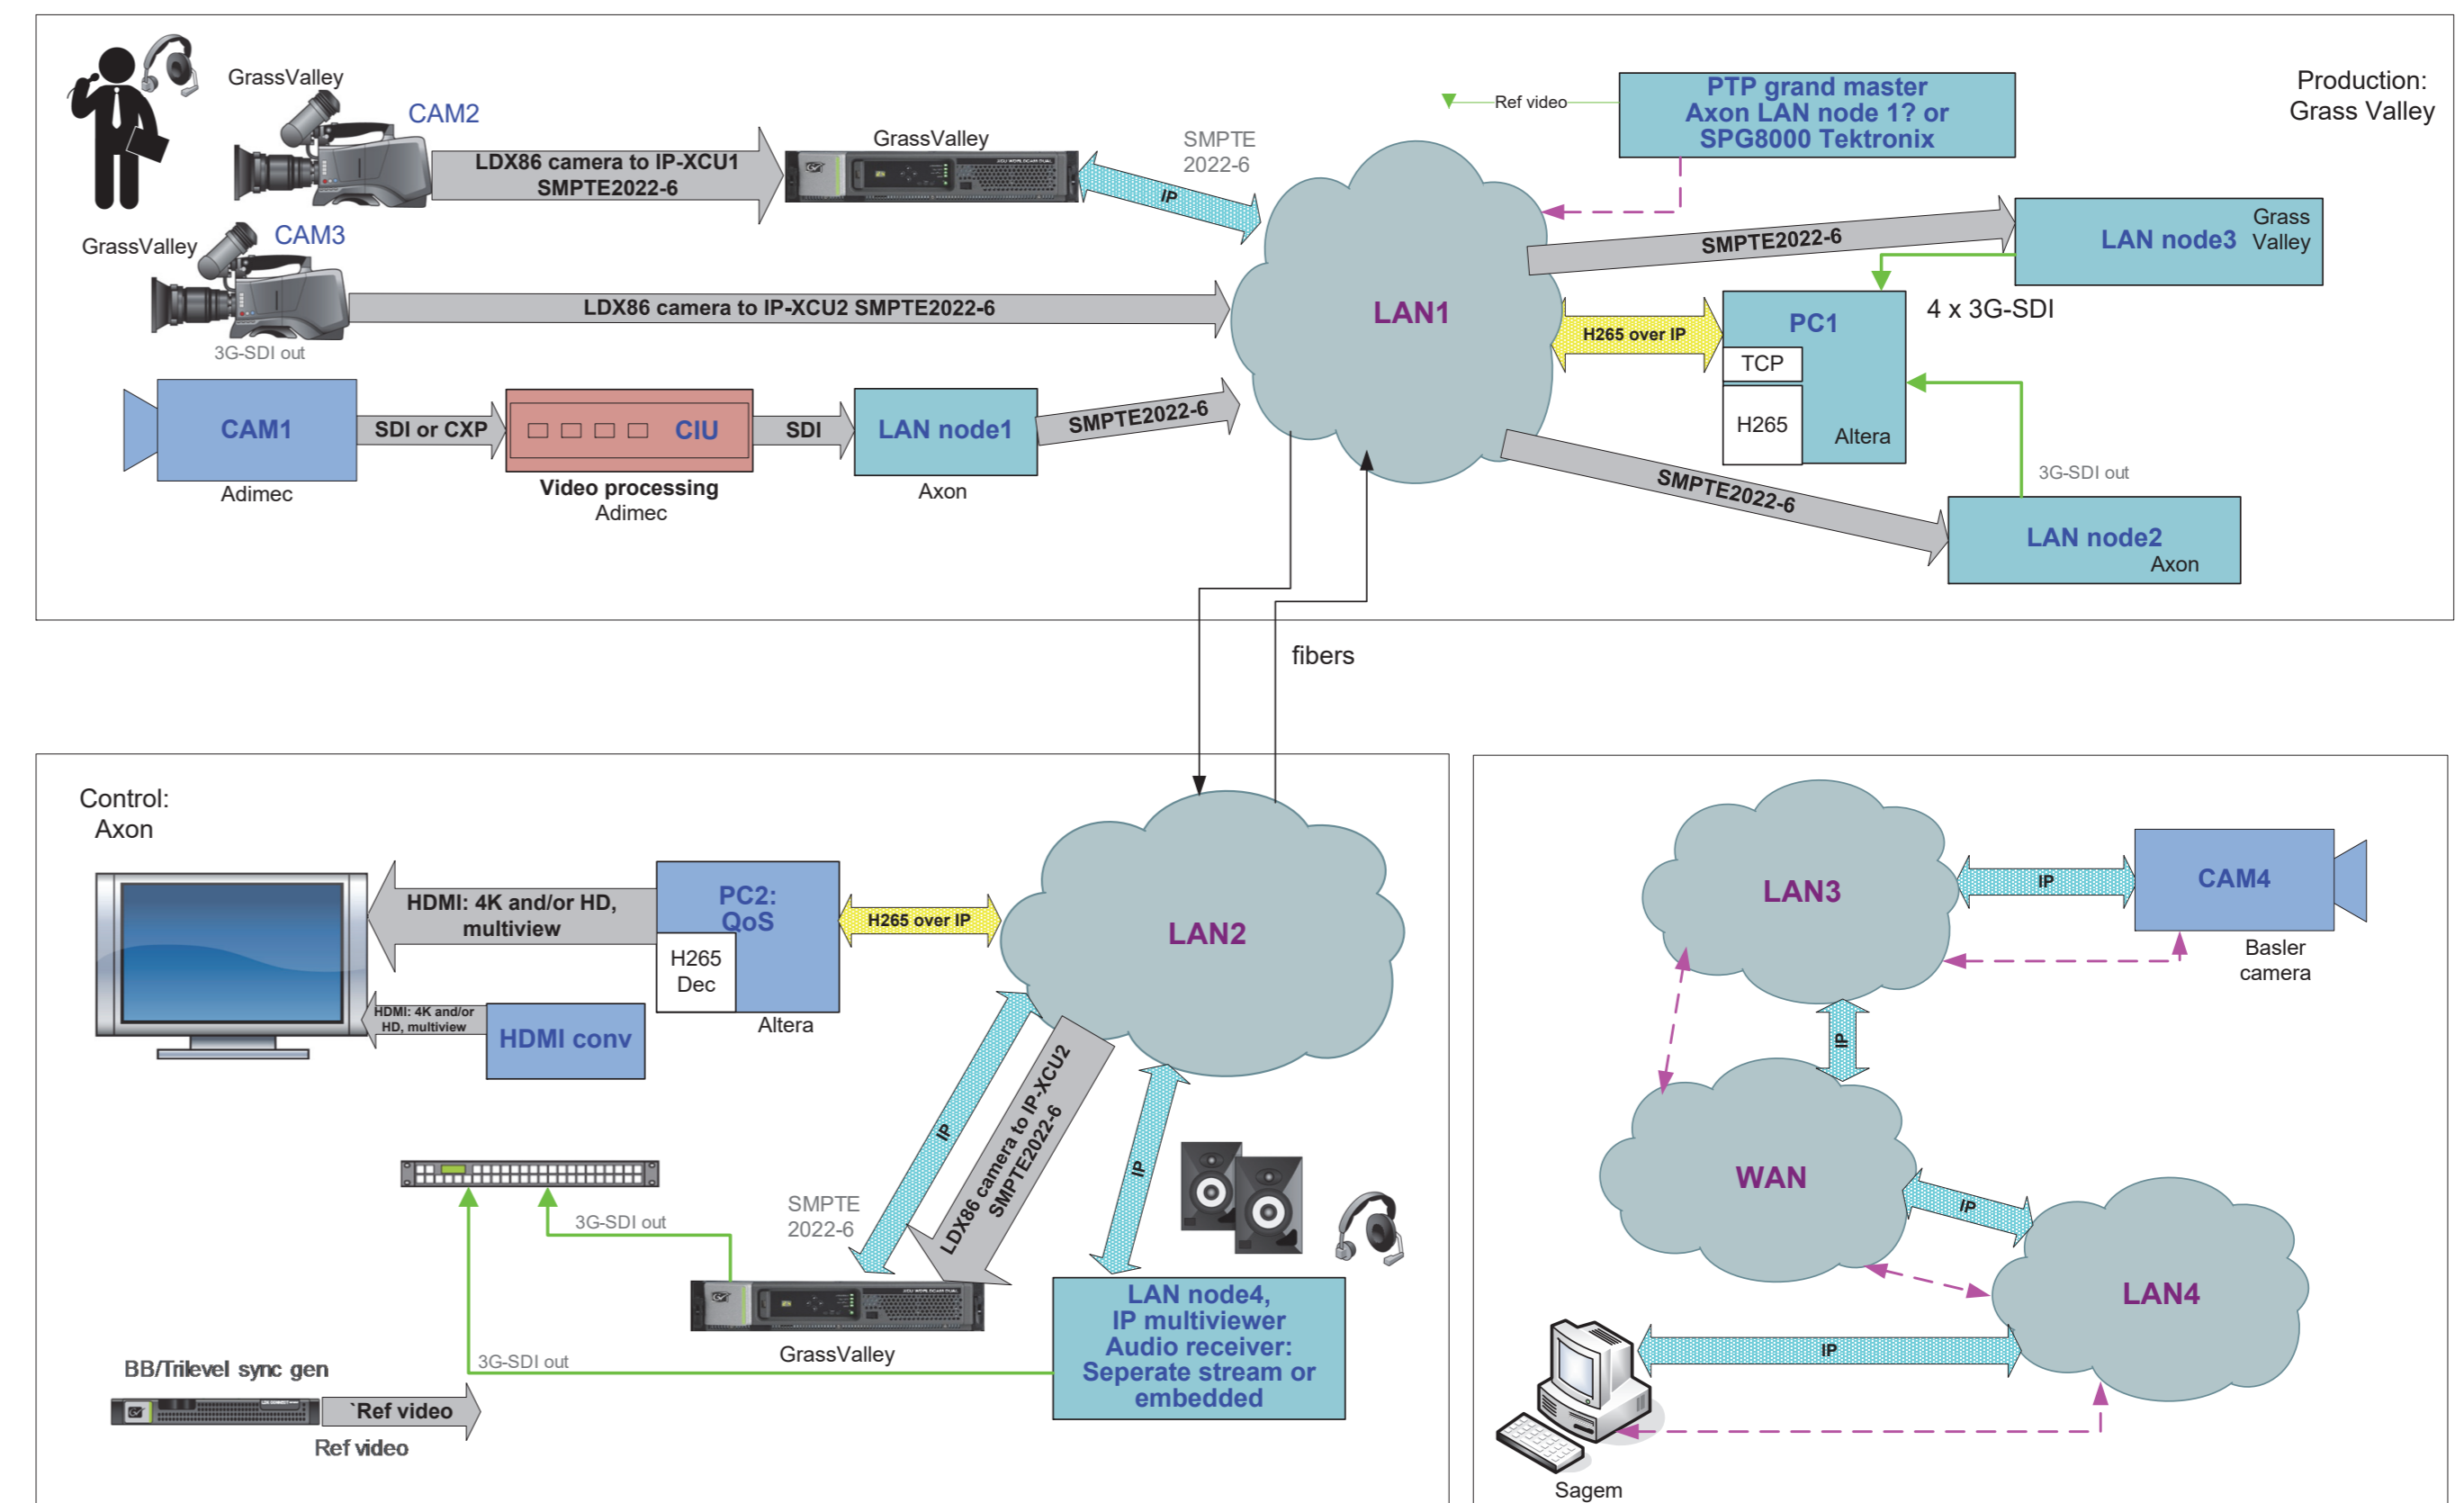 GrassValley
CAM2
LDX86 camera to IP-XCU1
SMPTE2022-6
GrassValley
IP
SMPTE
2022-6
Ref video
PTP grand master
Axon LAN node 1? or
SPG8000 Tektronix
Production:
Grass Valley
GrassValley
CAM3
LDX86 camera to IP-XCU2 SMPTE2022-6
3G-SDI out
LAN1
SMPTE2022-6
LAN node3
Grass
Valley
H265 over IP
PC1
TCP
H265
Altera
4 x 3G-SDI
CAM1
Adimec
SDI or CXP
CIU
Video processing
Adimec
SDI
LAN node1
Axon
SMPTE2022-6
SMPTE2022-6
3G-SDI out
LAN node2
Axon
fibers
Control:
Axon
HDMI: 4K and/or HD,
multiview
PC2:
QoS
H265
Dec
Altera
H265 over IP
LAN2
HDMI: 4K and/or
HD, multiview
HDMI conv
IP
LDX86 camera to IP-XCU2
SMPTE2022-6
IP
SMPTE
2022-6
3G-SDI out
GrassValley
3G-SDI out
LAN node4,
IP multiviewer
Audio receiver:
Seperate stream or
embedded
BB/Trilevel sync gen
`Ref video
Ref video
LAN3
IP
CAM4
Basler
camera
IP
WAN
IP
LAN4
IP
Sagem